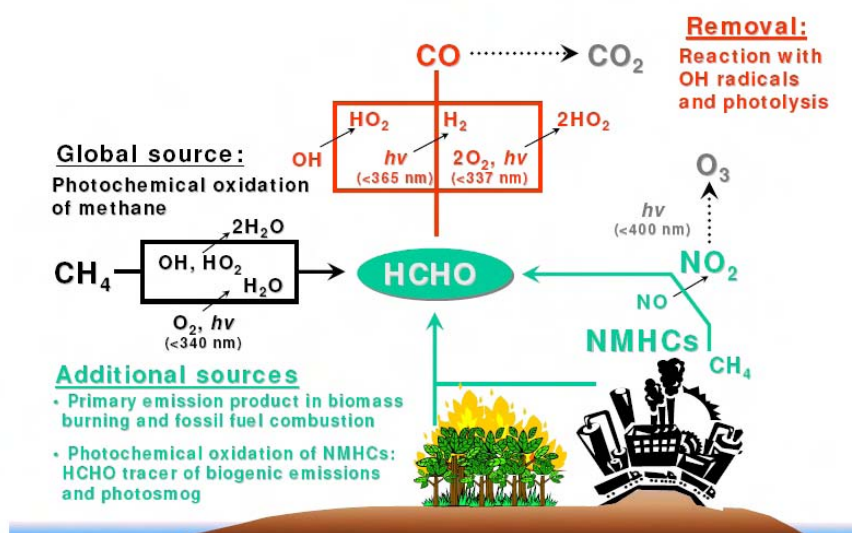 Removal:
Reaction with
OH radicals
and photolysis
CO
CO₂
HO₂
H₂
2HO₂
OH
hv
(<365 nm)
2O₂, hv
(<337 nm)
Global source:
Photochemical oxidation
of methane
O₃
hv
(<400 nm)
2H₂O
CH₄
OH, HO₂
H₂O
HCHO
NO₂
NO
O₂, hv
(<340 nm)
NMHCs
CH₄
Additional sources
• Primary emission product in biomass
burning and fossil fuel combustion
• Photochemical oxidation of NMHCs:
HCHO tracer of biogenic emissions
and photosmog